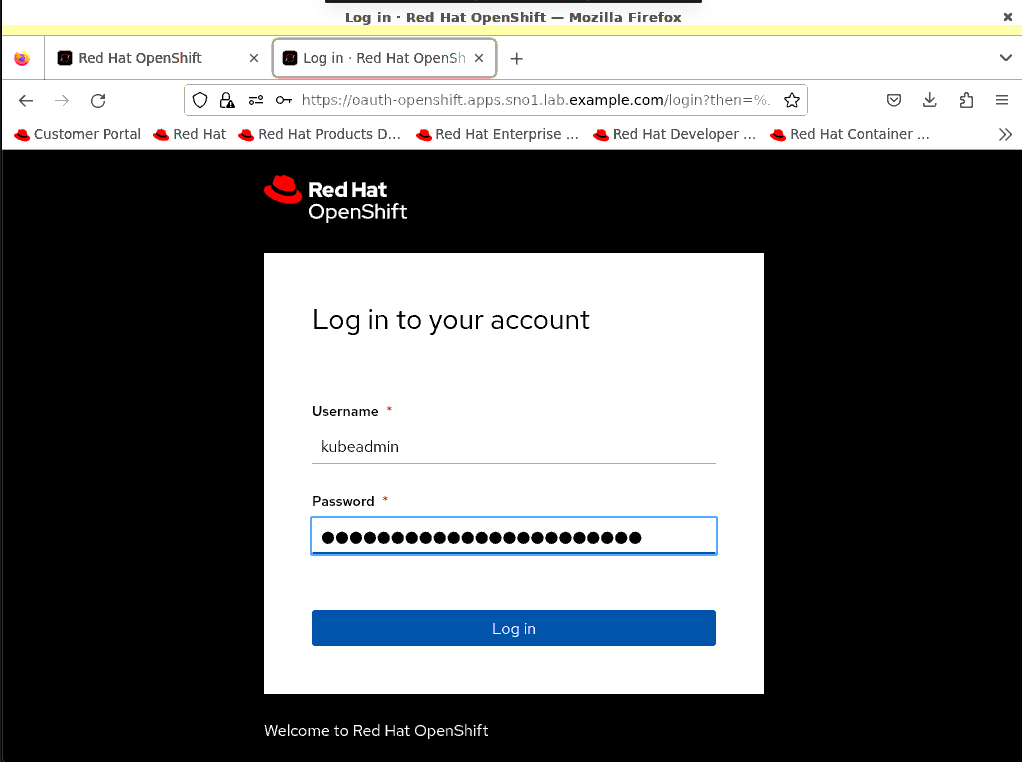 Log in · Red Hat OpenShift — Mozilla Firefox
Red Hat OpenShift
Log in · Red Hat OpenSh
https://oauth-openshift.apps.sno1.lab.example.com/login?then=%.
Customer Portal
Red Hat
Red Hat Products D...
Red Hat Enterprise ...
Red Hat Developer ...
Red Hat Container ...
Red Hat
OpenShift
Log in to your account
Username *
kubeadmin
Password *
●●●●●●●●●●●●●●●●●●●●●●●
Log in
Welcome to Red Hat OpenShift